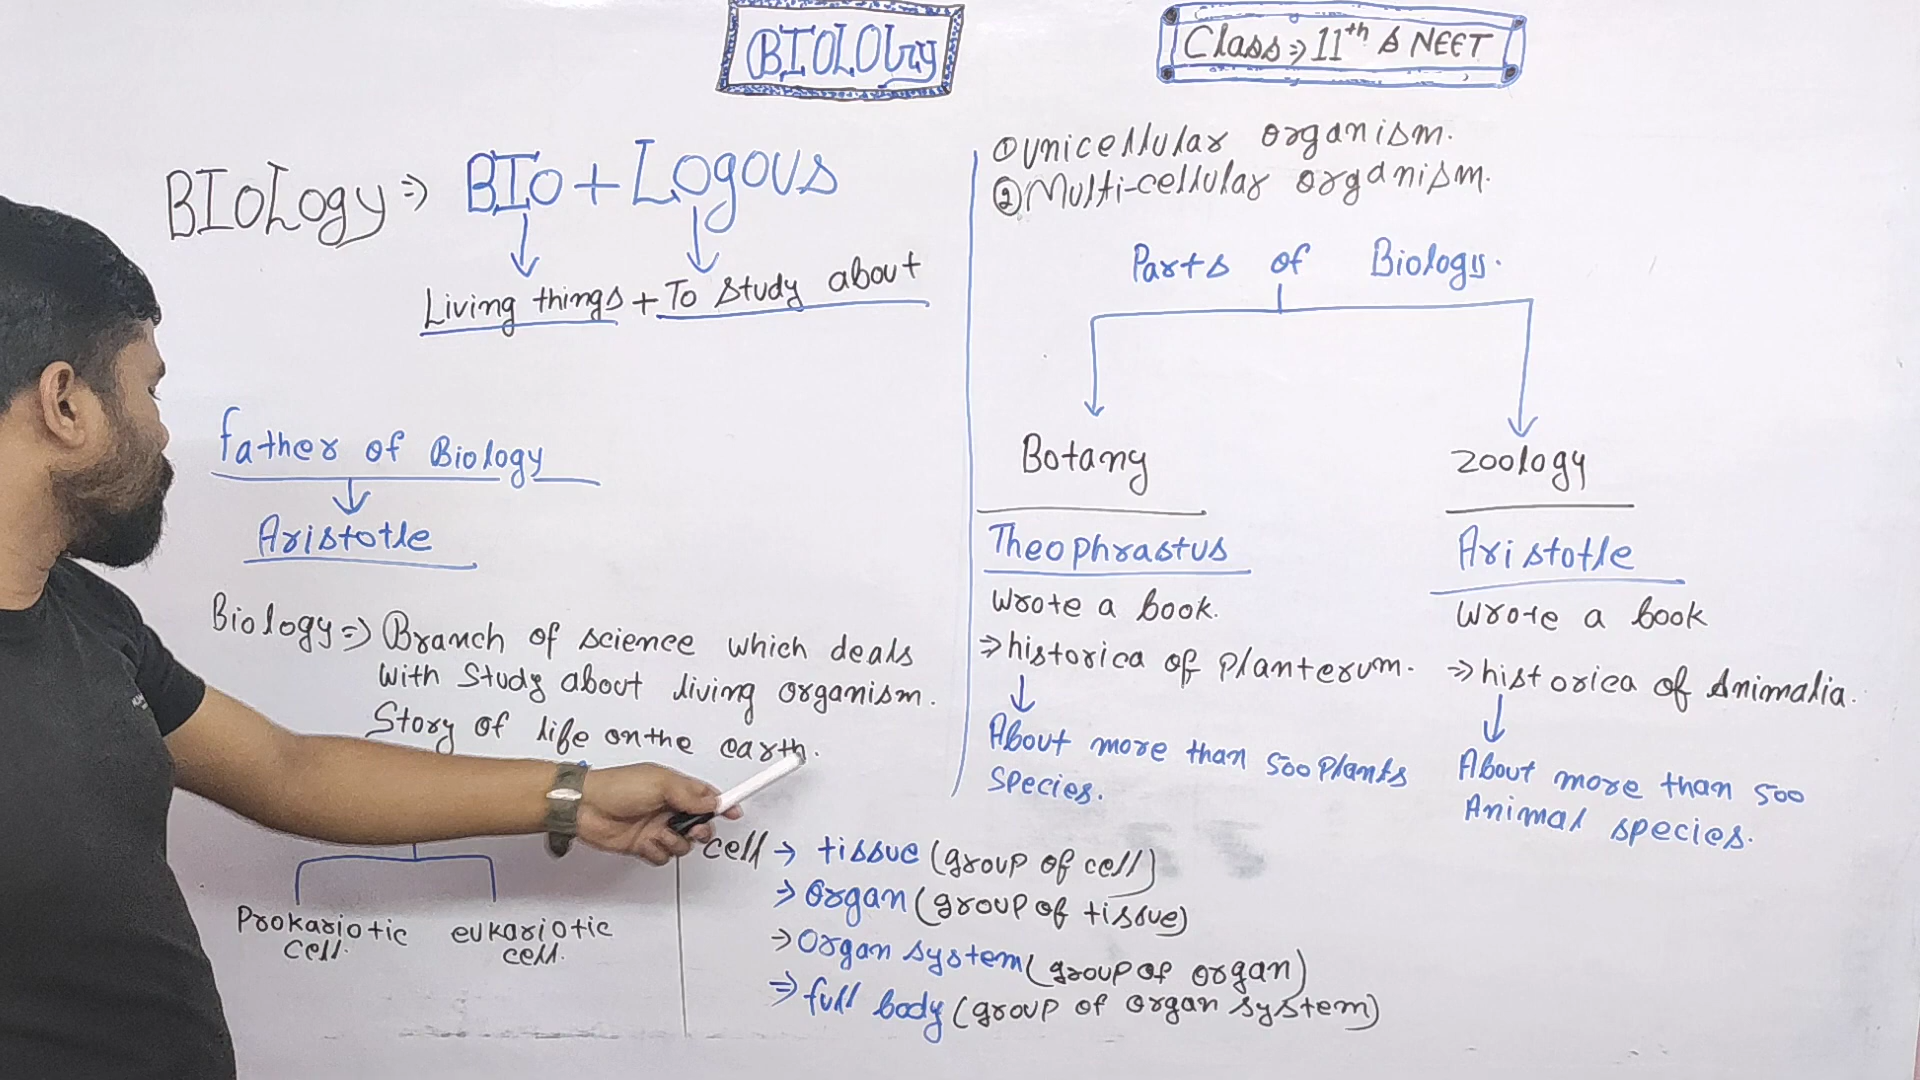 BIOLOGY
Class⇒11th & NEET
BIoLogy⇒ BIo+Logous
Living things + To study about
father of Biology
Aristotle
Biology⇒ Branch of science which deals
with study about living organism.
Story of life on the earth.
Prokariotic
cell.
eukariotic
cell.
① unicellular organism.
② Multi-cellular organism.
Parts of Biology.
Botany
Theophrastus
wrote a book.
⇒historica of planterum.
About more than 500 plants
species.
zoology
Aristotle
wrote a book
⇒historica of Animalia.
About more than 500
Animal species.
cell → tissue (group of cell)
⇒ organ (group of tissue)
→ organ system (group of organ)
⇒ full body (group of organ system)